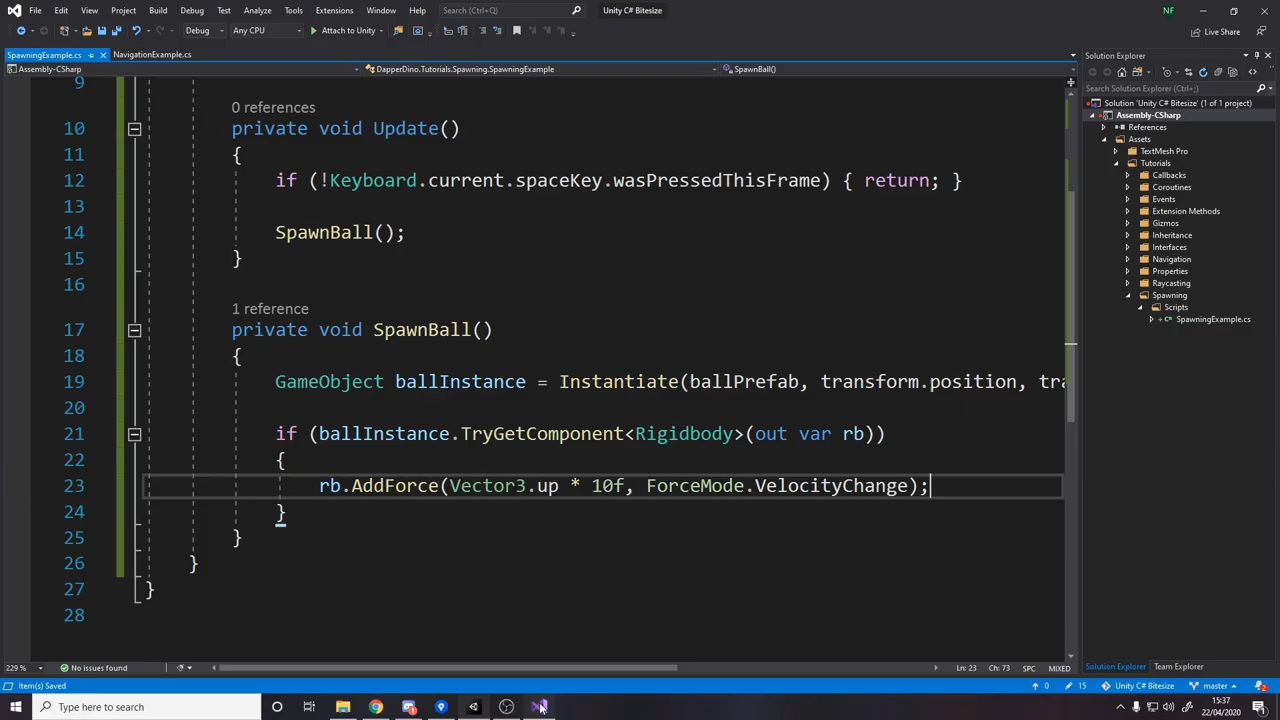 File Edit View Git Project Build Debug Test Analyze Tools Extensions Window Help Search (Ctrl+Q) Unity C# Bitesize NF
Debug Any CPU Attach to Unity Live Share
SpawningExample.cs NavigationExample.cs
Assembly-CSharp DapperDino.Tutorials.Spawning.SpawningExample SpawnBall()
9
0 references
10 private void Update()
11 {
12 if (!Keyboard.current.spaceKey.wasPressedThisFrame) { return; }
13
14 SpawnBall();
15 }
16
1 reference
17 private void SpawnBall()
18 {
19 GameObject ballInstance = Instantiate(ballPrefab, transform.position, tra
20
21 if (ballInstance.TryGetComponent<Rigidbody>(out var rb))
22 {
23 rb.AddForce(Vector3.up * 10f, ForceMode.VelocityChange);
24 }
25 }
26 }
27 }
28
229 % No issues found Ln: 23 Ch: 73 SPC MIXED
Solution Explorer
Search Solution Explorer (Ctrl+;)
Solution 'Unity C# Bitesize' (1 of 1 project)
Assembly-CSharp
References
Assets
TextMesh Pro
Tutorials
Callbacks
Coroutines
Events
Extension Methods
Gizmos
Inheritance
Interfaces
Navigation
Properties
Raycasting
Spawning
Scripts
SpawningExample.cs
Solution Explorer Team Explorer
Item(s) Saved 0 15 Unity C# Bitesize master 2
Type here to search 15:37
22/04/2020